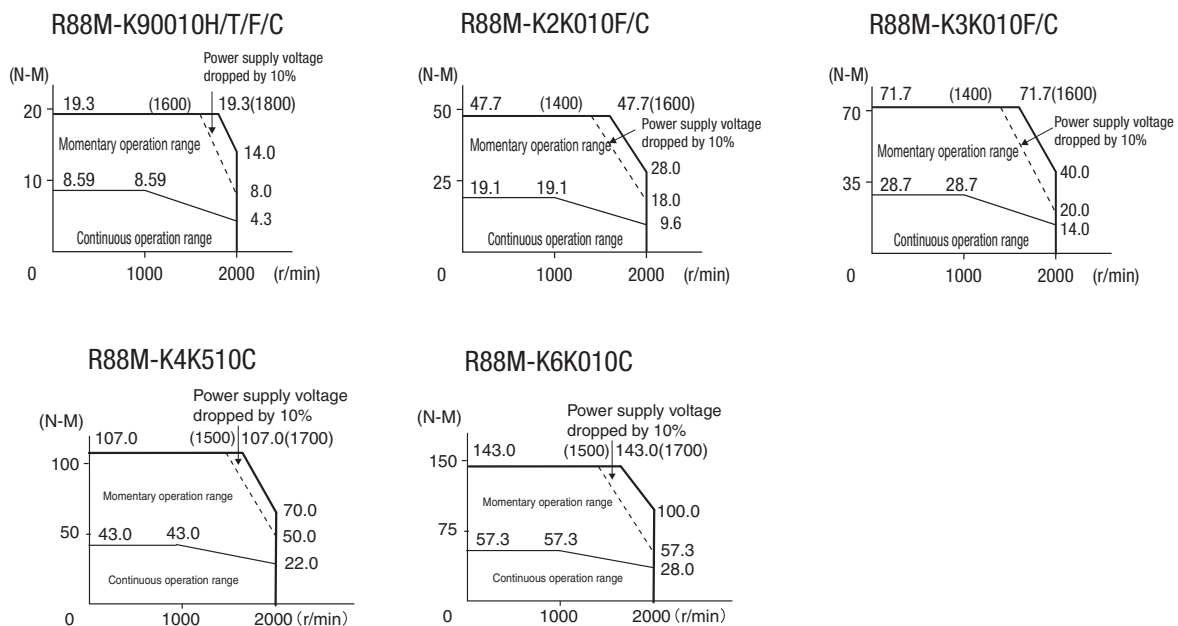 R88M-K90010H/T/F/C
Power supply voltage
dropped by 10%
(N-M)
19.3 (1600) 19.3(1800)
20
Momentary operation range
14.0
8.59 8.59
10
8.0
4.3
Continuous operation range
0 1000 2000 (r/min)
R88M-K2K010F/C
(N-M)
47.7 (1400) 47.7(1600)
50
Power supply voltage
dropped by 10%
Momentary operation range
28.0
25
19.1 19.1
18.0
9.6
Continuous operation range
0 1000 2000 (r/min)
R88M-K3K010F/C
(N-M)
71.7 (1400) 71.7(1600)
70
Power supply voltage
dropped by 10%
Momentary operation range
40.0
35
28.7 28.7
20.0
14.0
Continuous operation range
0 1000 2000 (r/min)
R88M-K4K510C
Power supply voltage
dropped by 10%
(N-M)
107.0 (1500) 107.0(1700)
100
Momentary operation range
70.0
50
43.0 43.0
50.0
22.0
Continuous operation range
0 1000 2000 (r/min)
R88M-K6K010C
Power supply voltage
dropped by 10%
(N-M)
143.0 (1500) 143.0(1700)
150
Momentary operation range
100.0
75
57.3 57.3
57.3
28.0
Continuous operation range
0 1000 2000 (r/min)